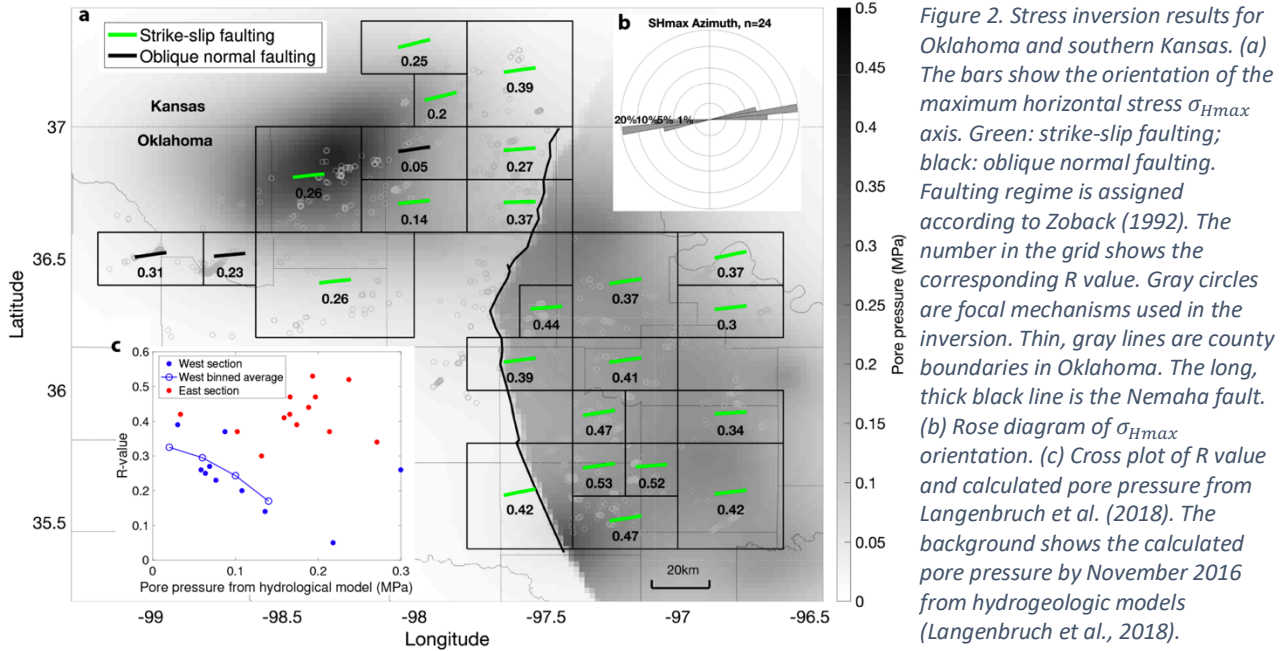 a
Strike-slip faulting
Oblique normal faulting
Kansas
Oklahoma
0.25
0.39
0.2
0.05
0.27
0.26
0.14
0.37
0.31
0.23
0.26
0.37
0.37
0.44
0.3
0.39
0.41
0.47
0.34
0.53
0.52
0.42
0.42
0.47
20km
37
36.5
36
35.5
Latitude
-99
-98.5
-98
-97.5
-97
-96.5
Longitude
b
SHmax Azimuth, n=24
20%10%5% 1%
c
West section
West binned average
East section
0.6
0.5
0.4
0.3
0.2
0.1
0
R-value
0
0.1
0.2
0.3
Pore pressure from hydrological model (MPa)
0.5
0.45
0.4
0.35
0.3
0.25
0.2
0.15
0.1
0.05
0
Pore pressure (MPa)
Figure 2. Stress inversion results for
Oklahoma and southern Kansas. (a)
The bars show the orientation of the
maximum horizontal stress σHmax
axis. Green: strike-slip faulting;
black: oblique normal faulting.
Faulting regime is assigned
according to Zoback (1992). The
number in the grid shows the
corresponding R value. Gray circles
are focal mechanisms used in the
inversion. Thin, gray lines are county
boundaries in Oklahoma. The long,
thick black line is the Nemaha fault.
(b) Rose diagram of σHmax
orientation. (c) Cross plot of R value
and calculated pore pressure from
Langenbruch et al. (2018). The
background shows the calculated
pore pressure by November 2016
from hydrogeologic models
(Langenbruch et al., 2018).